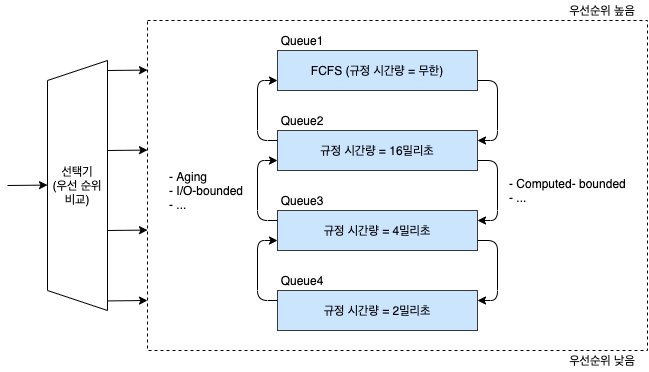 우선순위 높음
Queue1
FCFS (규정 시간량 = 무한)
Queue2
규정 시간량 = 16밀리초
선택기
(우선 순위
비교)
- Aging
- I/O-bounded
- ...
- Computed- bounded
- ...
Queue3
규정 시간량 = 4밀리초
Queue4
규정 시간량 = 2밀리초
우선순위 낮음